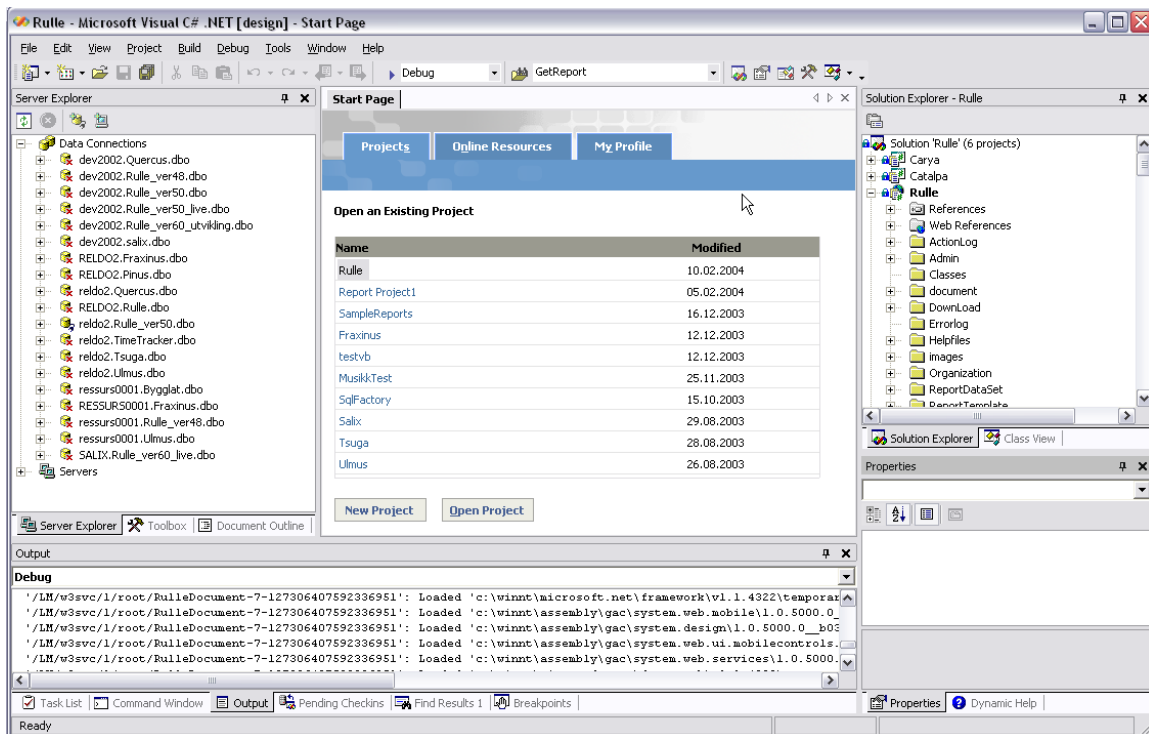 Rulle - Microsoft Visual C# .NET [design] - Start Page
File Edit View Project Build Debug Tools Window Help
Debug GetReport
Server Explorer
Data Connections
dev2002.Quercus.dbo
dev2002.Rulle_ver48.dbo
dev2002.Rulle_ver50.dbo
dev2002.Rulle_ver50_live.dbo
dev2002.Rulle_ver60_utvikling.dbo
dev2002.salix.dbo
RELDO2.Fraxinus.dbo
RELDO2.Pinus.dbo
reldo2.Quercus.dbo
RELDO2.Rulle.dbo
reldo2.Rulle_ver50.dbo
reldo2.TimeTracker.dbo
reldo2.Tsuga.dbo
reldo2.Ulmus.dbo
ressurs0001.Bygglat.dbo
RESSURS0001.Fraxinus.dbo
ressurs0001.Rulle_ver48.dbo
ressurs0001.Ulmus.dbo
SALIX.Rulle_ver60_live.dbo
Servers
Server Explorer Toolbox Document Outline
Start Page
Projects Online Resources My Profile
Open an Existing Project
Name Modified
Rulle 10.02.2004
Report Project1 05.02.2004
SampleReports 16.12.2003
Fraxinus 12.12.2003
testvb 12.12.2003
MusikkTest 25.11.2003
SqlFactory 15.10.2003
Salix 29.08.2003
Tsuga 28.08.2003
Ulmus 26.08.2003
New Project Open Project
Solution Explorer - Rulle
Solution 'Rulle' (6 projects)
Carya
Catalpa
Rulle
References
Web References
ActionLog
Admin
Classes
document
DownLoad
Errorlog
Helpfiles
images
Organization
ReportDataSet
ReportTemplate
Solution Explorer Class View
Properties
Output
Debug
'/LM/w3svc/1/root/RulleDocument-7-127306407592336951': Loaded 'c:\winnt\microsoft.net\framework\v1.1.4322\temporar
'/LM/w3svc/1/root/RulleDocument-7-127306407592336951': Loaded 'c:\winnt\assembly\gac\system.web.mobile\1.0.5000.0_
'/LM/w3svc/1/root/RulleDocument-7-127306407592336951': Loaded 'c:\winnt\assembly\gac\system.design\1.0.5000.0__b03
'/LM/w3svc/1/root/RulleDocument-7-127306407592336951': Loaded 'c:\winnt\assembly\gac\system.web.ui.mobilecontrols.
'/LM/w3svc/1/root/RulleDocument-7-127306407592336951': Loaded 'c:\winnt\assembly\gac\system.web.services\1.0.5000.
Task List Command Window Output Pending Checkins Find Results 1 Breakpoints
Properties Dynamic Help
Ready